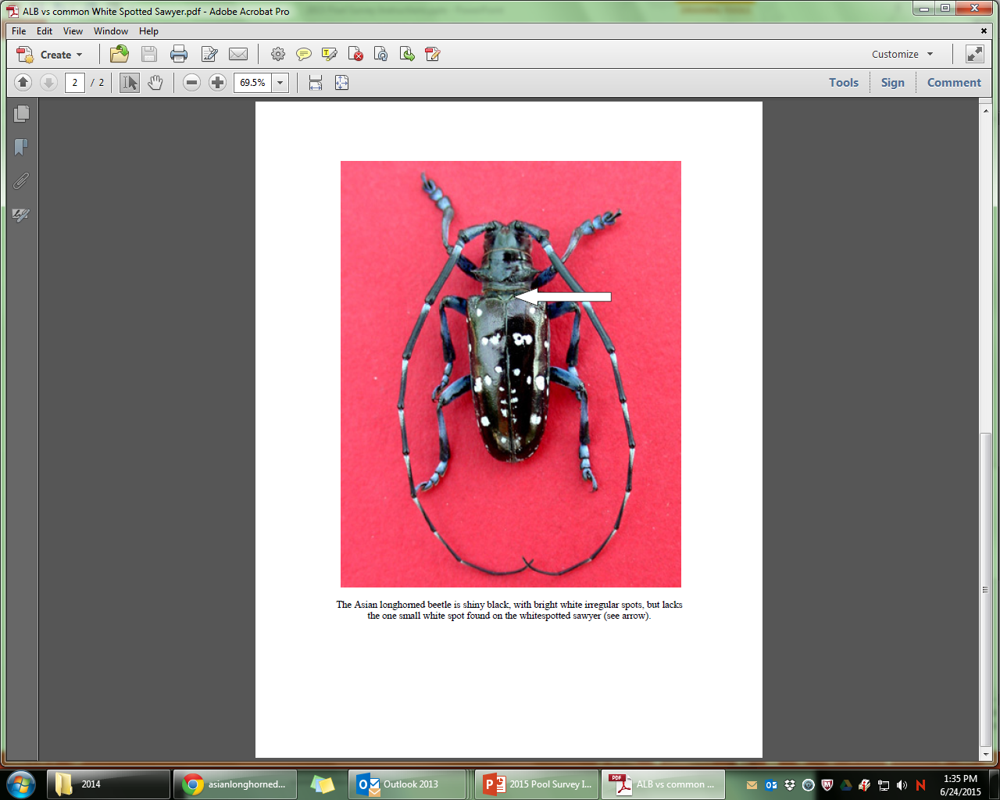 ALB vs common White Spotted Sawyer.pdf - Adobe Acrobat Pro
File Edit View Window Help
Create Customize
2 / 2 69.5% Tools Sign Comment
The Asian longhorned beetle is shiny black, with bright white irregular spots, but lacks
the one small white spot found on the whitespotted sawyer (see arrow).
2014 asianlonghorned... Outlook 2013 2015 Pool Survey I... PDF ALB vs common ... 1:35 PM
6/24/2015